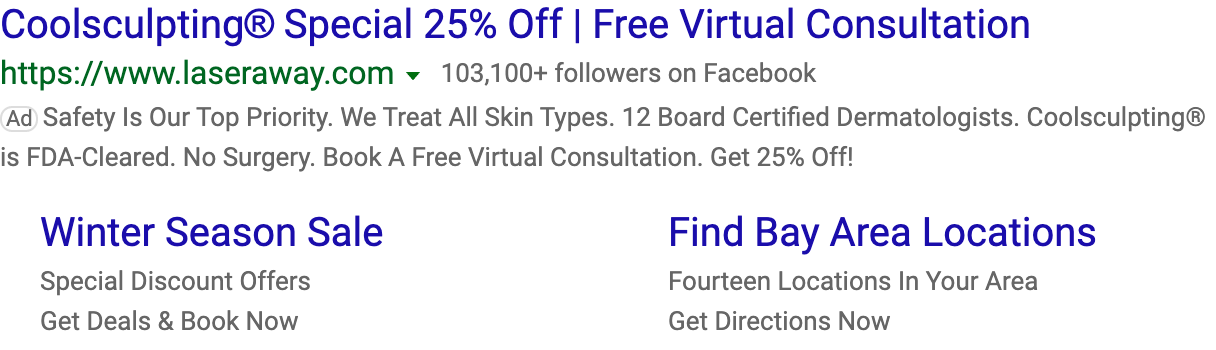 Coolsculpting® Special 25% Off | Free Virtual Consultation
https://www.laseraway.com 103,100+ followers on Facebook
Ad Safety Is Our Top Priority. We Treat All Skin Types. 12 Board Certified Dermatologists. Coolsculpting®
is FDA-Cleared. No Surgery. Book A Free Virtual Consultation. Get 25% Off!
Winter Season Sale
Special Discount Offers
Get Deals & Book Now
Find Bay Area Locations
Fourteen Locations In Your Area
Get Directions Now